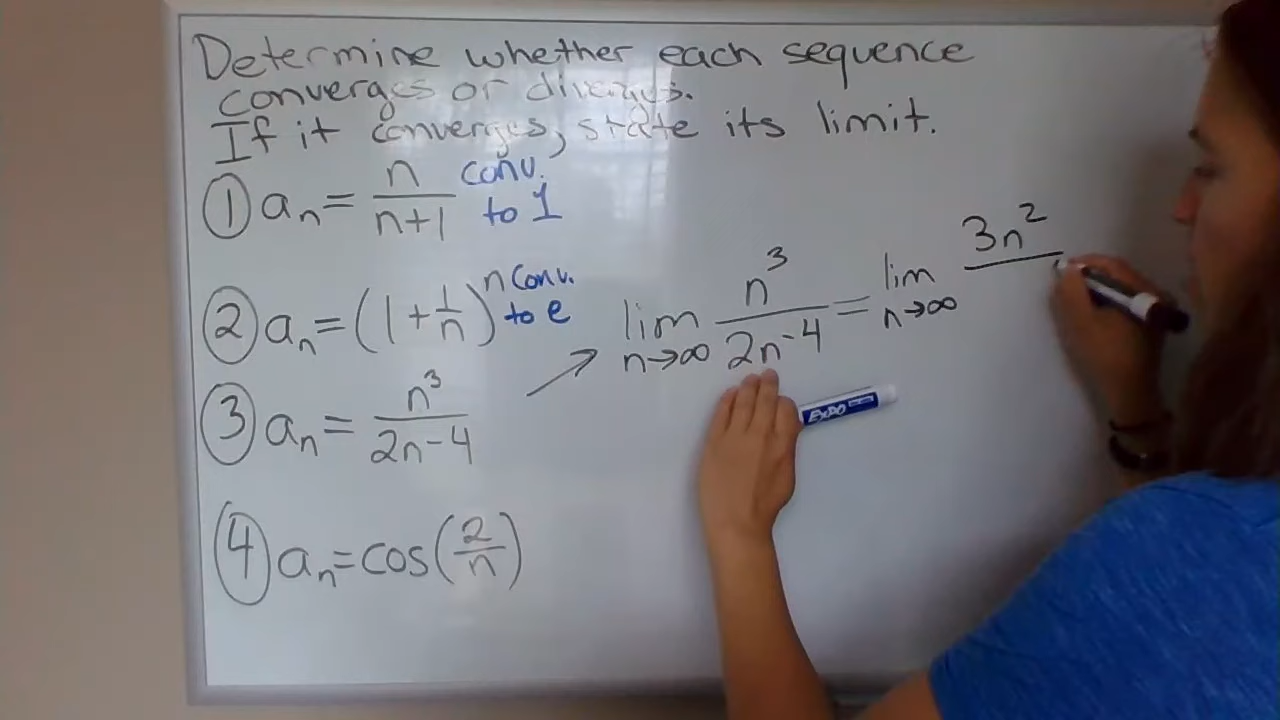 Determine whether each sequence
converges or diverges.
If it converges, state its limit.
① aₙ = n/(n+1) conv. to 1
② aₙ = (1 + 1/n)ⁿ conv. to e
③ aₙ = n³/(2n-4)
lim n→∞ n³/(2n-4) = lim n→∞ 3n²
④ aₙ = cos(2/n)
EXPO